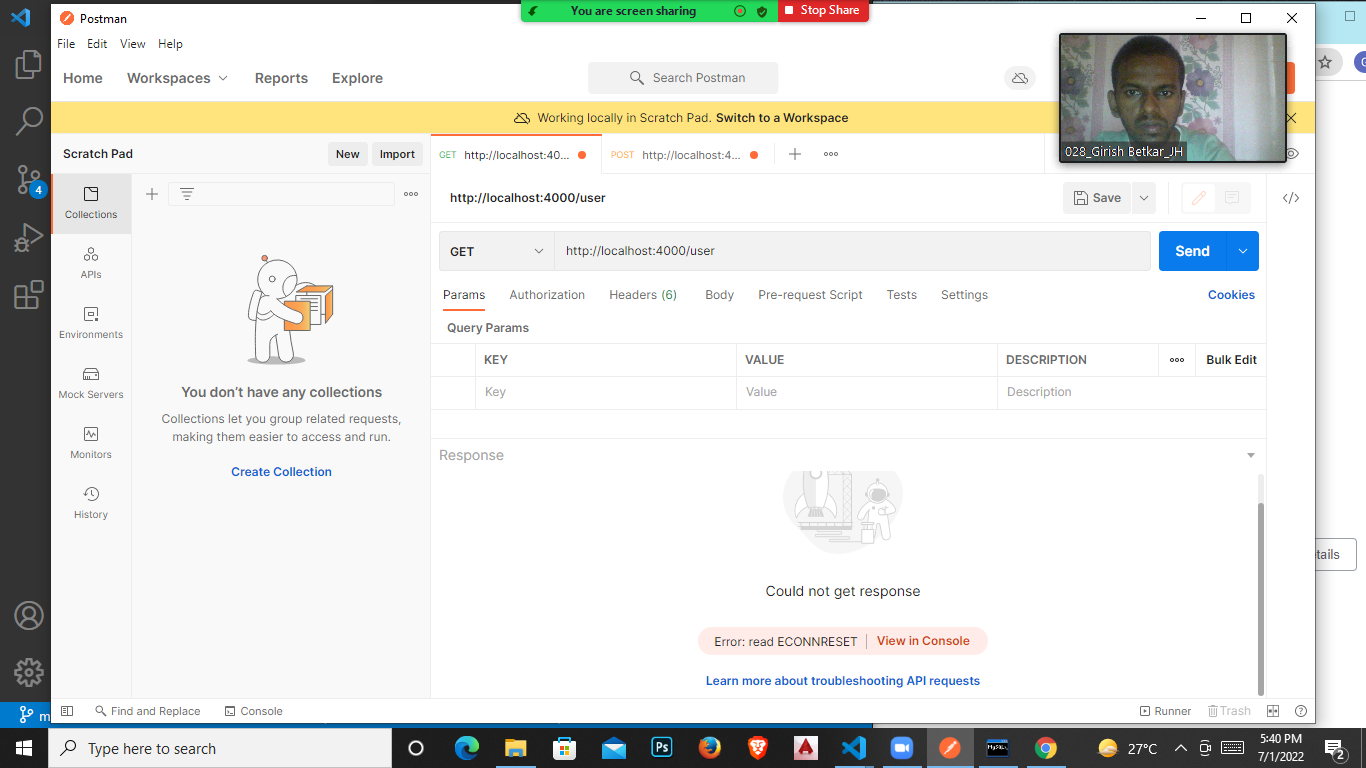 You are screen sharing
Stop Share
Postman
File Edit View Help
Home Workspaces Reports Explore
Search Postman
Working locally in Scratch Pad. Switch to a Workspace
028_Girish Betkar_JH
Scratch Pad
New Import
GET http://localhost:40...
POST http://localhost:4...
4
Collections
APIs
Environments
Mock Servers
Monitors
History
You don't have any collections
Collections let you group related requests,
making them easier to access and run.
Create Collection
http://localhost:4000/user
Save
GET http://localhost:4000/user
Send
Params Authorization Headers (6) Body Pre-request Script Tests Settings
Cookies
Query Params
KEY VALUE DESCRIPTION
Bulk Edit
Key Value Description
Response
Could not get response
Error: read ECONNRESET View in Console
Learn more about troubleshooting API requests
Find and Replace Console
Runner Trash
Type here to search
Ps
27°C
5:40 PM
7/1/2022
2